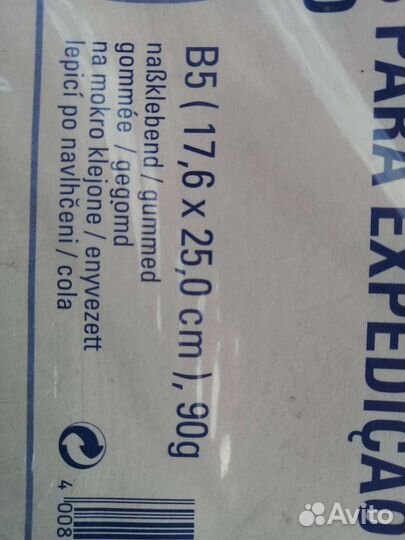 PARA EXPEDIÇÃO
B5 ( 17,6 x 25,0 cm ), 90g
naßklebend / gummed
gommée / gegomd
na mokro klejone / enyvezett
lepicí po navlhčeni / cola
4 008
Avito